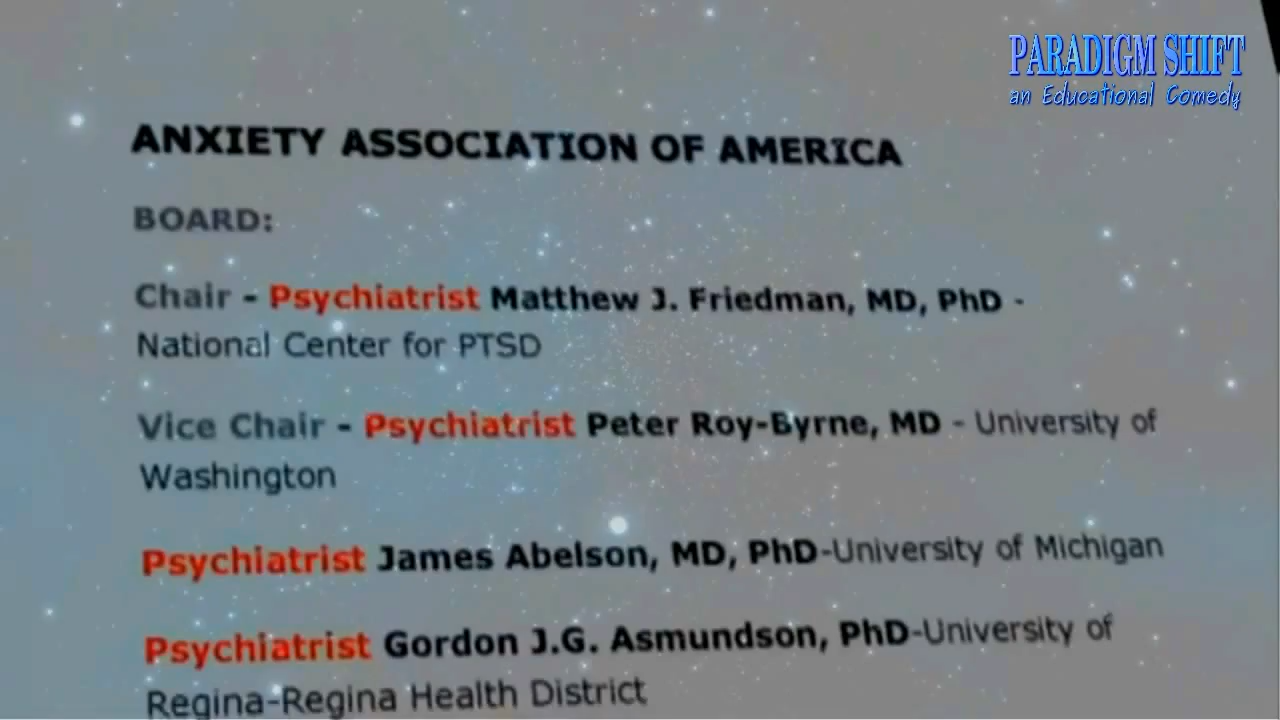 PARADIGM SHIFT
an Educational Comedy
ANXIETY ASSOCIATION OF AMERICA
BOARD:
Chair - Psychiatrist Matthew J. Friedman, MD, PhD -
National Center for PTSD
Vice Chair - Psychiatrist Peter Roy-Byrne, MD - University of
Washington
Psychiatrist James Abelson, MD, PhD-University of Michigan
Psychiatrist Gordon J.G. Asmundson, PhD-University of
Regina-Regina Health District